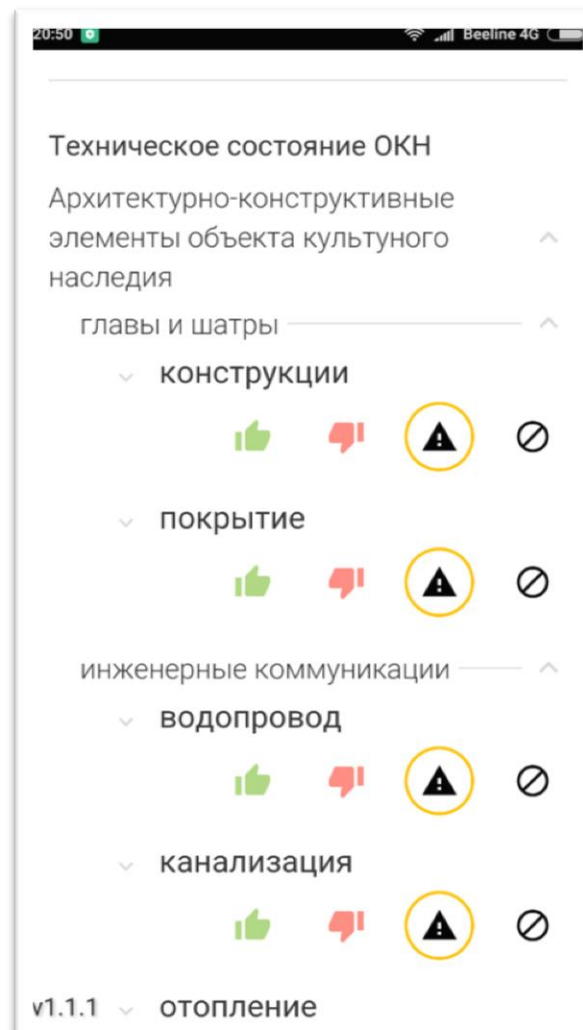 20:50 Beeline 4G
Техническое состояние ОКН
Архитектурно-конструктивные
элементы объекта культуного
наследия
главы и шатры
конструкции
покрытие
инженерные коммуникации
водопровод
канализация
v1.1.1 отопление